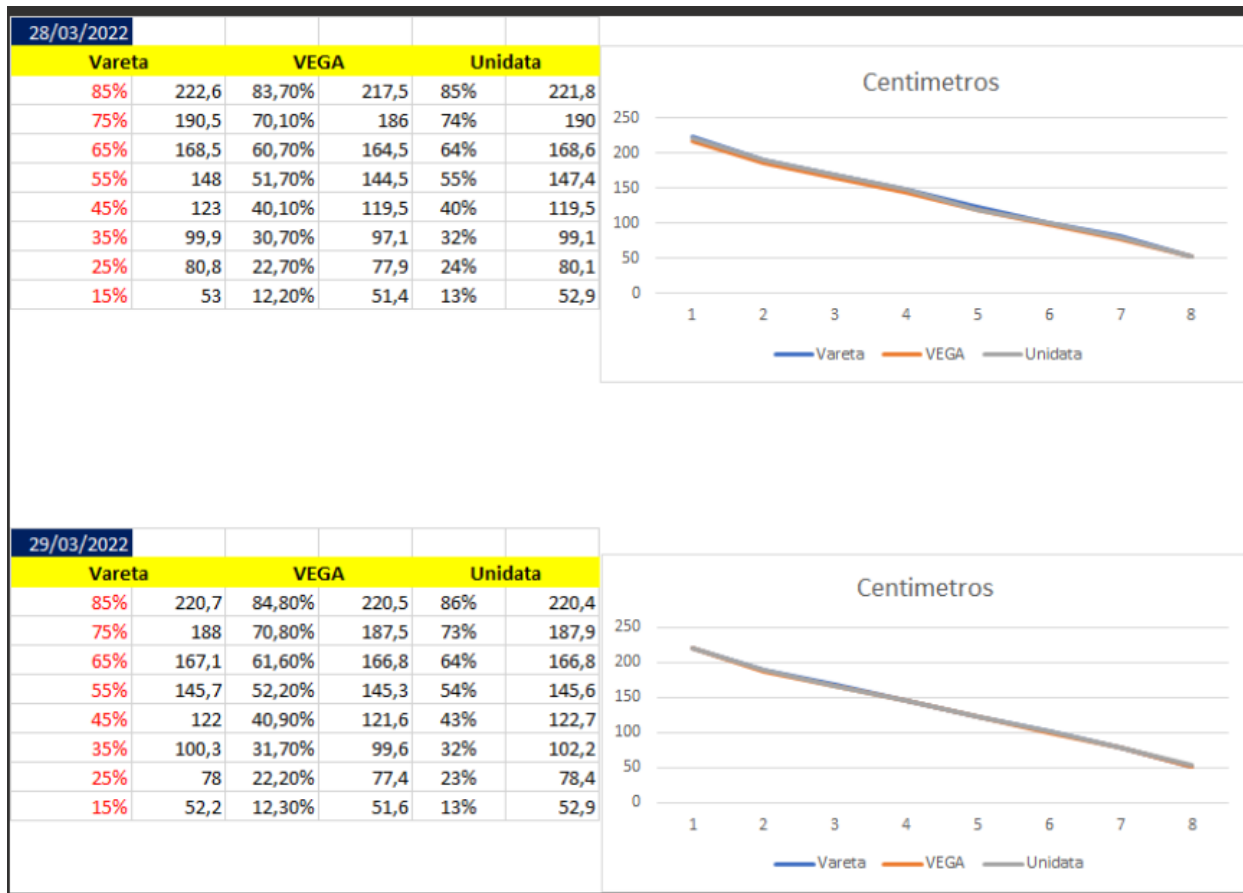 28/03/2022
Vareta VEGA Unidata
85% 222,6 83,70% 217,5 85% 221,8
75% 190,5 70,10% 186 74% 190
65% 168,5 60,70% 164,5 64% 168,6
55% 148 51,70% 144,5 55% 147,4
45% 123 40,10% 119,5 40% 119,5
35% 99,9 30,70% 97,1 32% 99,1
25% 80,8 22,70% 77,9 24% 80,1
15% 53 12,20% 51,4 13% 52,9
Centimetros
250
200
150
100
50
0
1 2 3 4 5 6 7 8
Vareta VEGA Unidata
29/03/2022
Vareta VEGA Unidata
85% 220,7 84,80% 220,5 86% 220,4
75% 188 70,80% 187,5 73% 187,9
65% 167,1 61,60% 166,8 64% 166,8
55% 145,7 52,20% 145,3 54% 145,6
45% 122 40,90% 121,6 43% 122,7
35% 100,3 31,70% 99,6 32% 102,2
25% 78 22,20% 77,4 23% 78,4
15% 52,2 12,30% 51,6 13% 52,9
Centimetros
250
200
150
100
50
0
1 2 3 4 5 6 7 8
Vareta VEGA Unidata